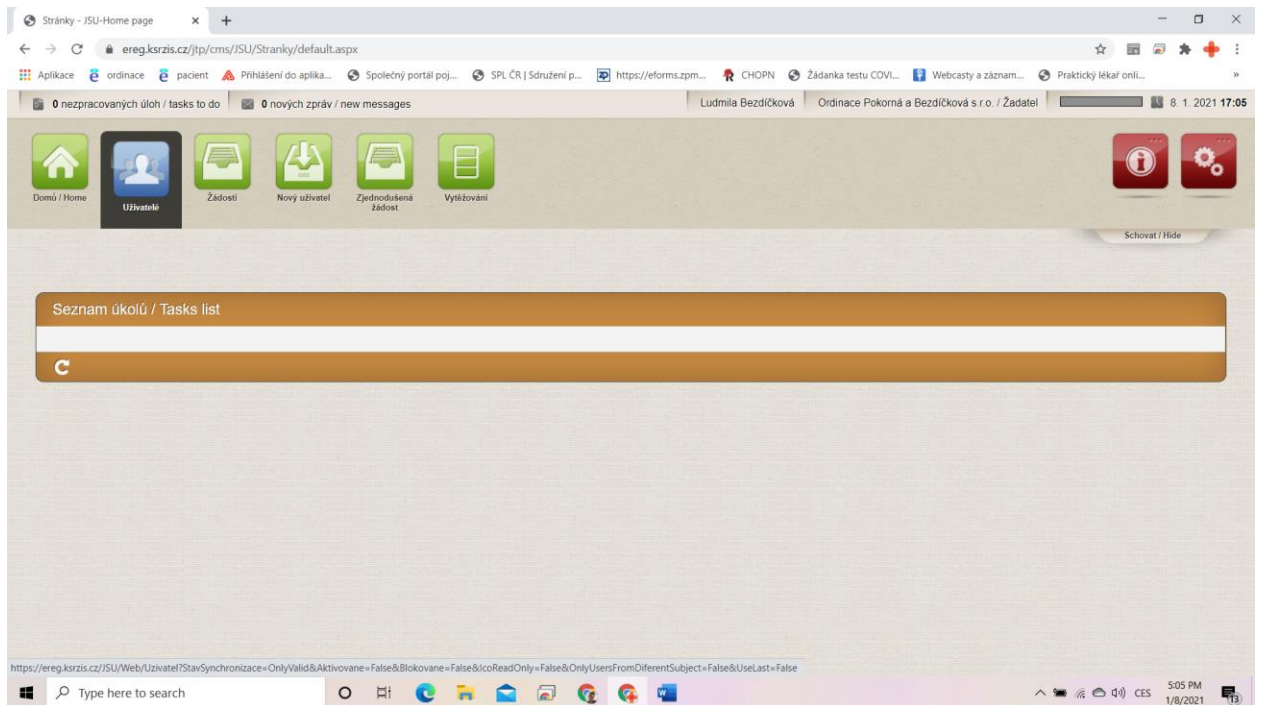 Stránky - JSU-Home page
ereg.ksrzis.cz/jtp/cms/JSU/Stranky/default.aspx
Aplikace ordinace pacient Přihlášení do aplika... Společný portál poj... SPL ČR | Sdružení p... https://eforms.zpm... CHOPN Žádanka testu COVI... Webcasty a záznam... Praktický lékař onli... »
0 nezpracovaných úloh / tasks to do 0 nových zpráv / new messages Ludmila Bezdíčková Ordinace Pokorná a Bezdíčková s.r.o. / Žadatel 8. 1. 2021 17:05
Domů / Home Uživatelé Žádosti Nový uživatel Zjednodušená žádost Vytěžování
Schovat / Hide
Seznam úkolů / Tasks list
https://ereg.ksrzis.cz/JSU/Web/Uzivatel?StavSynchronizace=OnlyValid&Aktivovane=False&Blokovane=False&IcoReadOnly=False&OnlyUsersFromDiferentSubject=False&UseLast=False
Type here to search CES 5:05 PM
1/8/2021 13